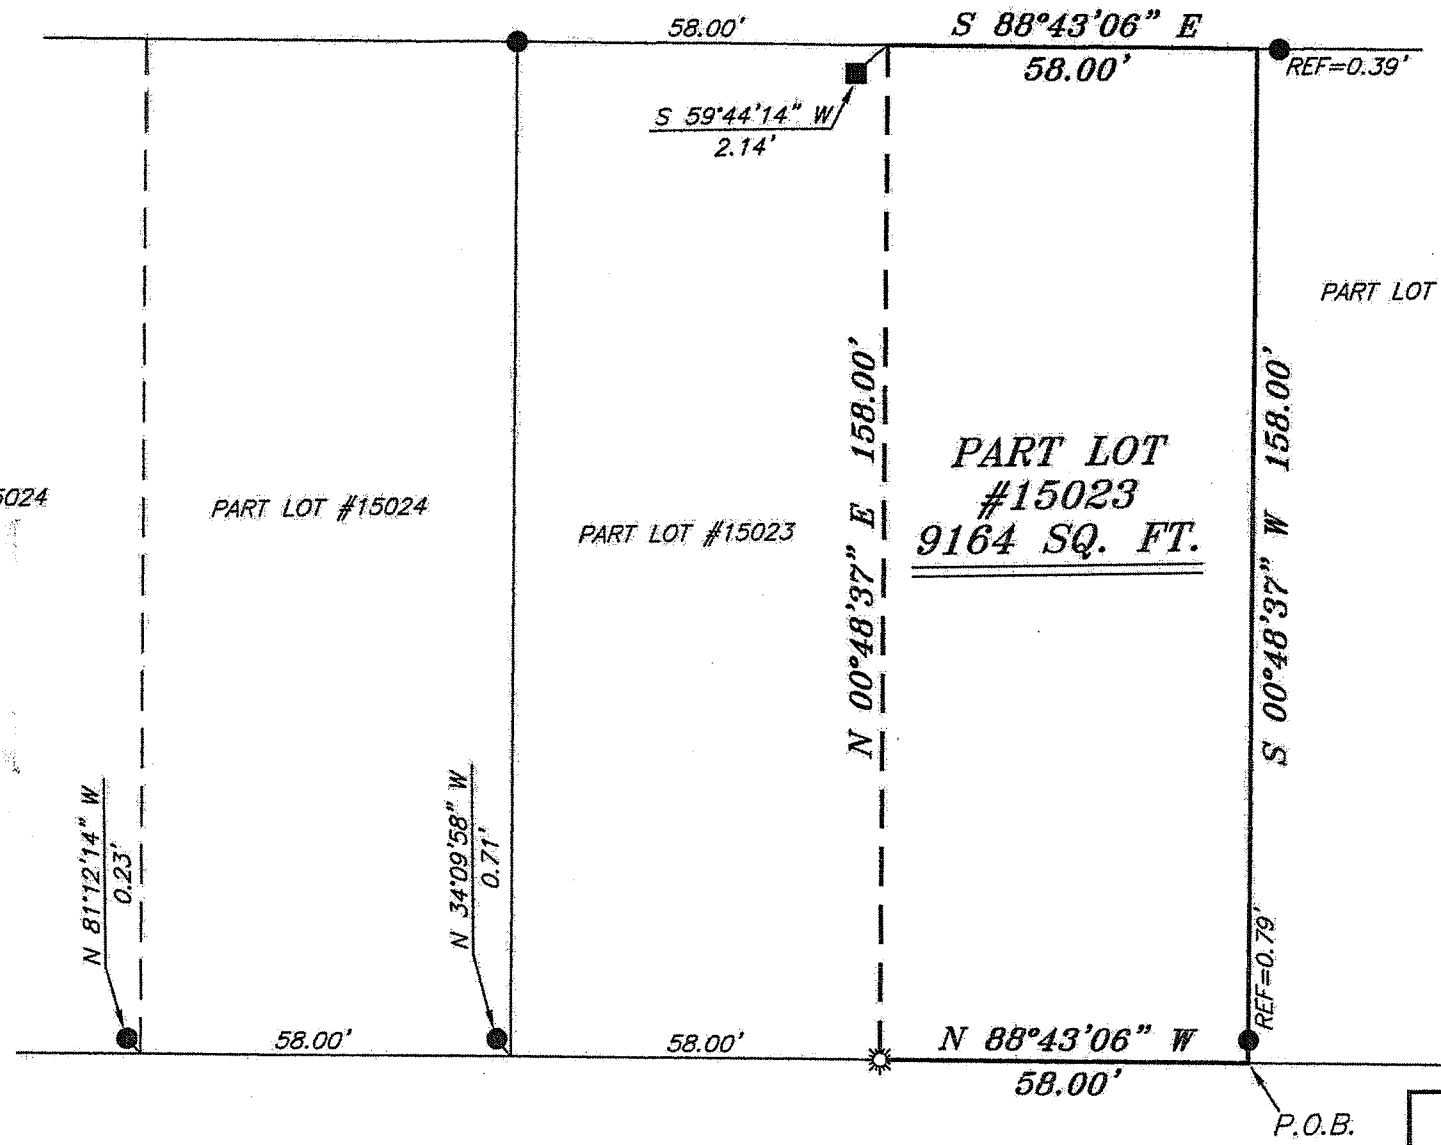 58.00'
S 88°43'06" E
58.00'
REF=0.39'
S 59°44'14" W
2.14'
PART LOT
N 00°48'37" E 158.00'
S 00°48'37" W 158.00'
PART LOT
#15023
9164 SQ. FT.
5024
PART LOT #15024
PART LOT #15023
N 81°12'14" W
0.23'
N 34°09'58" W
0.71'
REF=0.79'
58.00'
58.00'
N 88°43'06" W
58.00'
P.O.B.